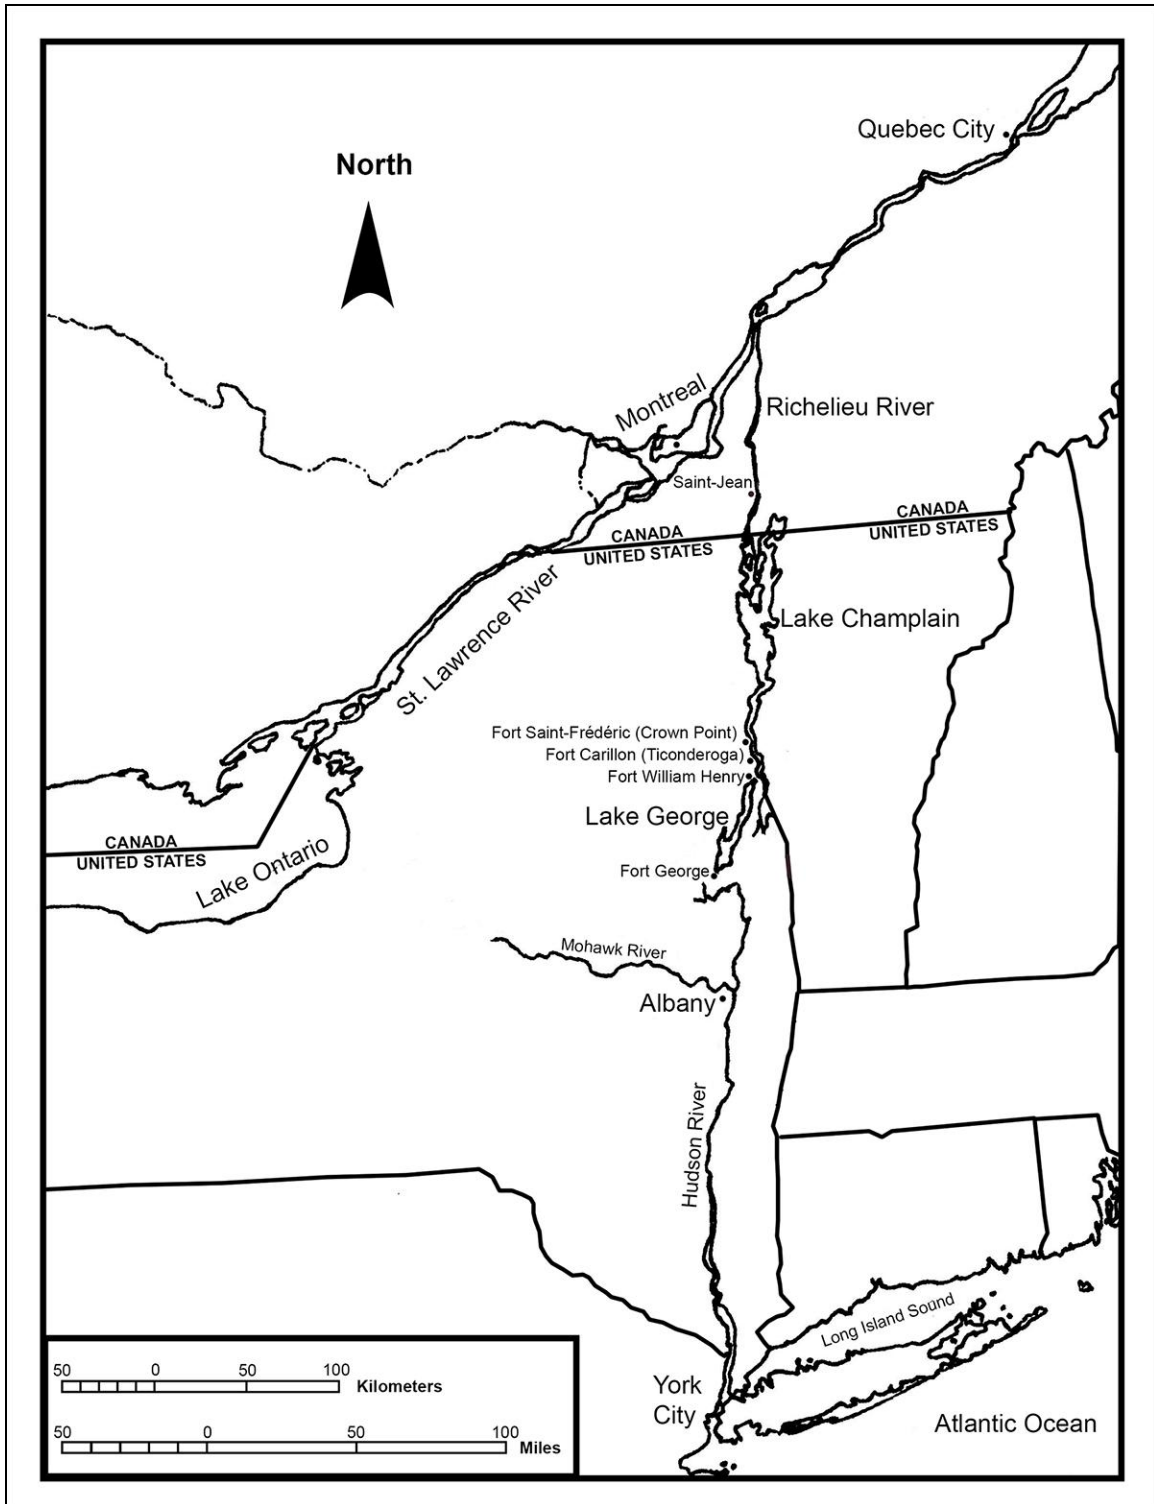 Quebec City
North
Montreal
Richelieu River
Saint-Jean
CANADA
UNITED STATES
CANADA
UNITED STATES
St. Lawrence River
Lake Champlain
Fort Saint-Frédéric (Crown Point)
Fort Carillon (Ticonderoga)
Fort William Henry
Lake George
CANADA
UNITED STATES
Lake Ontario
Fort George
Mohawk River
Albany
Hudson River
Long Island Sound
York
City
Atlantic Ocean
50 0 50 100
Kilometers
50 0 50 100
Miles